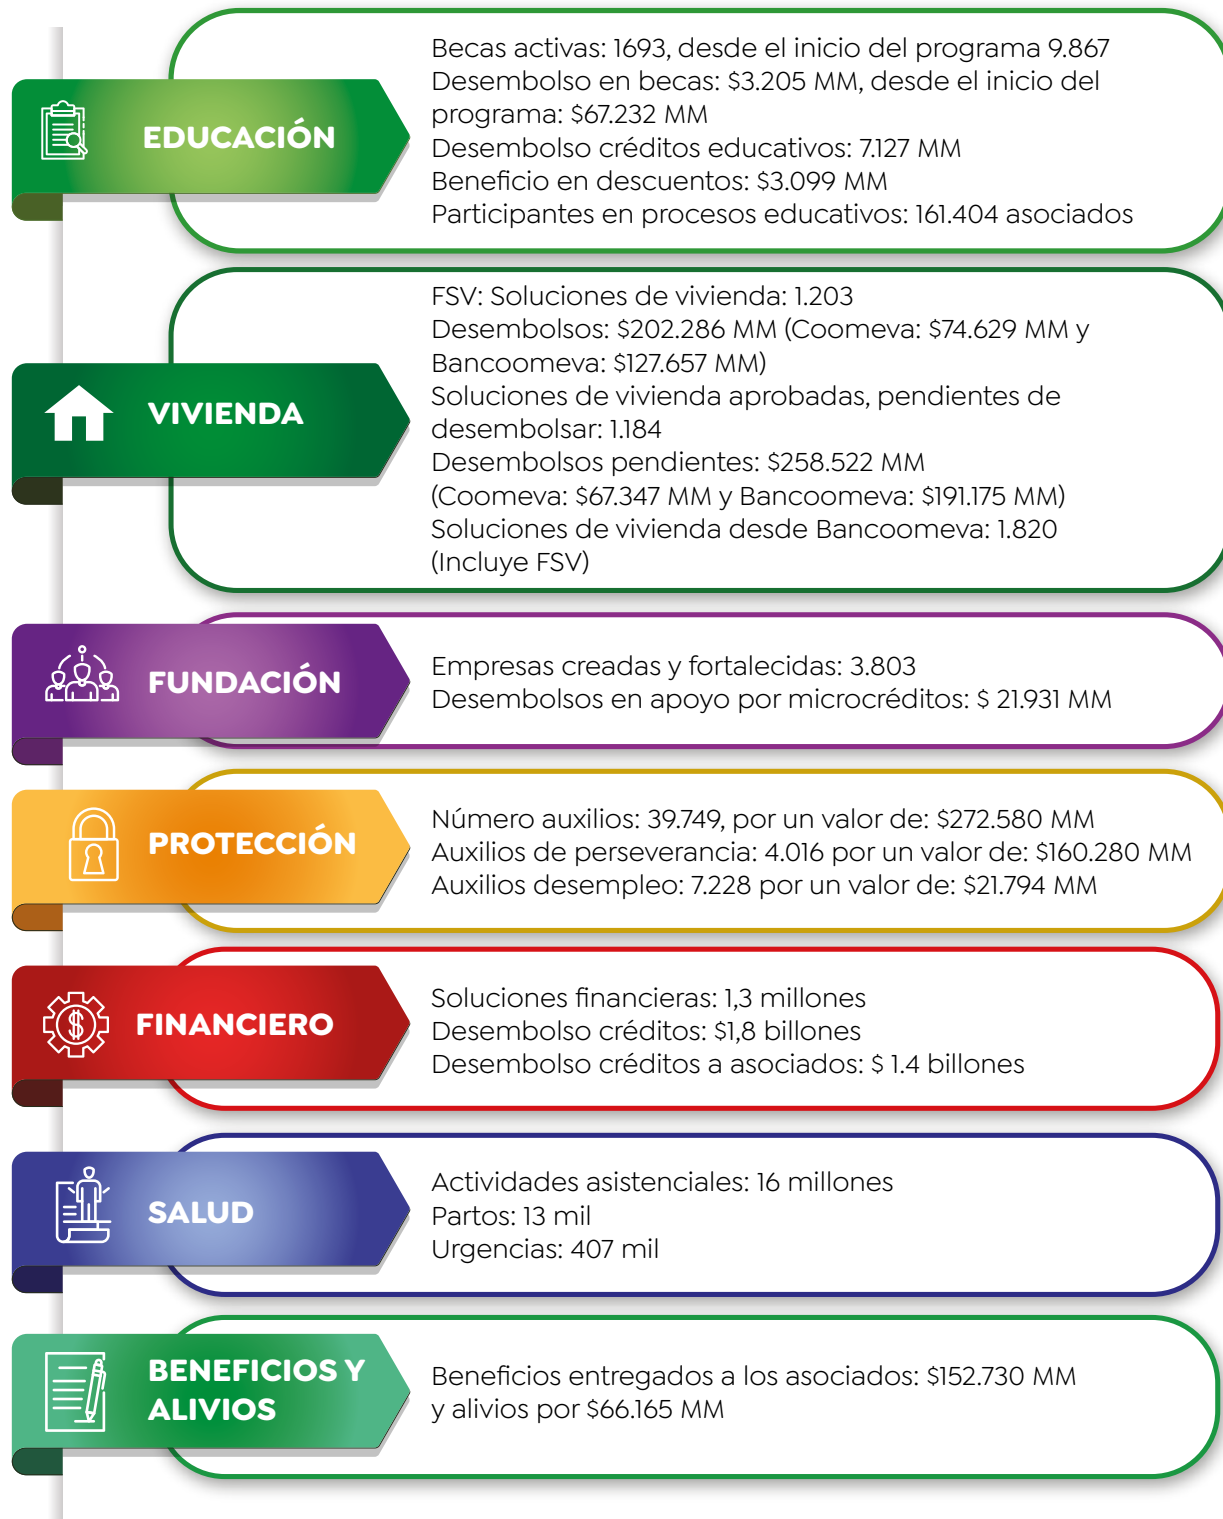 EDUCACIÓN
Becas activas: 1693, desde el inicio del programa 9.867
Desembolso en becas: $3.205 MM, desde el inicio del
programa: $67.232 MM
Desembolso créditos educativos: 7.127 MM
Beneficio en descuentos: $3.099 MM
Participantes en procesos educativos: 161.404 asociados
VIVIENDA
FSV: Soluciones de vivienda: 1.203
Desembolsos: $202.286 MM (Coomeva: $74.629 MM y
Bancoomeva: $127.657 MM)
Soluciones de vivienda aprobadas, pendientes de
desembolsar: 1.184
Desembolsos pendientes: $258.522 MM
(Coomeva: $67.347 MM y Bancoomeva: $191.175 MM)
Soluciones de vivienda desde Bancoomeva: 1.820
(Incluye FSV)
FUNDACIÓN
Empresas creadas y fortalecidas: 3.803
Desembolsos en apoyo por microcréditos: $ 21.931 MM
PROTECCIÓN
Número auxilios: 39.749, por un valor de: $272.580 MM
Auxilios de perseverancia: 4.016 por un valor de: $160.280 MM
Auxilios desempleo: 7.228 por un valor de: $21.794 MM
FINANCIERO
Soluciones financieras: 1,3 millones
Desembolso créditos: $1,8 billones
Desembolso créditos a asociados: $ 1.4 billones
SALUD
Actividades asistenciales: 16 millones
Partos: 13 mil
Urgencias: 407 mil
BENEFICIOS Y
ALIVIOS
Beneficios entregados a los asociados: $152.730 MM
y alivios por $66.165 MM